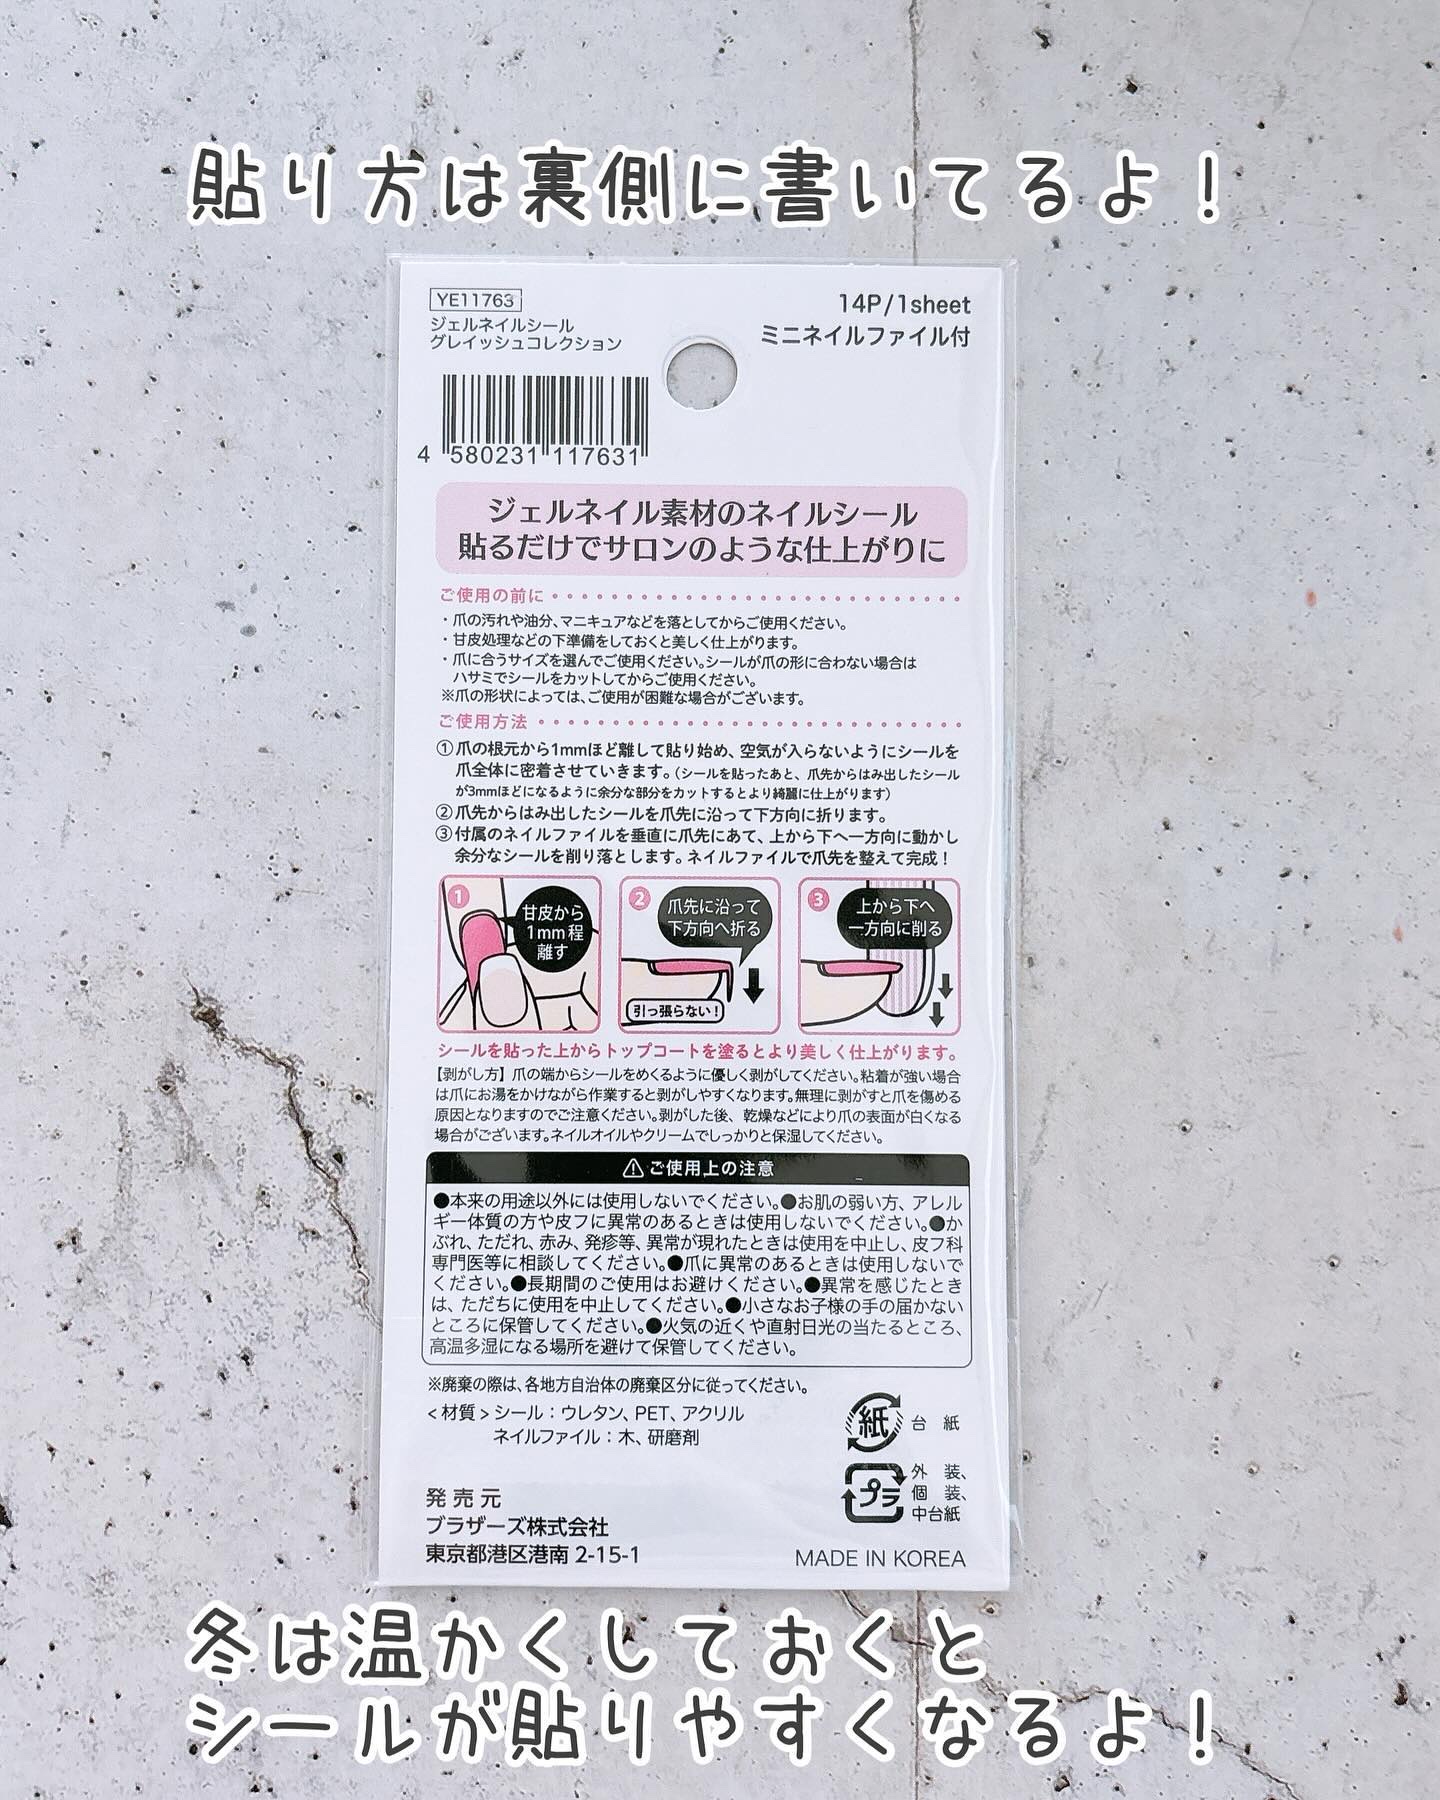 貼り方は裏側に書いてるよ！
YE11763
ジェルネイルシール
グレイッシュコレクション
14P/1sheet
ミニネイルファイル付
4 580231 117631
ジェルネイル素材のネイルシール
貼るだけでサロンのような仕上がりに
ご使用の前に
・爪の汚れや油分、マニキュアなどを落としてからご使用ください。
・甘皮処理などの下準備をしておくと美しく仕上がります。
・爪に合うサイズを選んでご使用ください。シールが爪の形に合わない場合は
ハサミでシールをカットしてからご使用ください。
※爪の形状によっては、ご使用が困難な場合がございます。
ご使用方法
①爪の根元から1mmほど離して貼り始め、空気が入らないようにシールを
爪全体に密着させていきます。（シールを貼ったあと、爪先からはみ出したシール
が3mmほどになるように余分な部分をカットするとより綺麗に仕上がります）
②爪先からはみ出したシールを爪先に沿って下方向に折ります。
③付属のネイルファイルを垂直に爪先にあて、上から下へ一方向に動かし
余分なシールを削り落とします。ネイルファイルで爪先を整えて完成！
1
甘皮から
1mm程
離す
2
爪先に沿って
下方向へ折る
引っ張らない！
3
上から下へ
一方向に削る
シールを貼った上からトップコートを塗るとより美しく仕上がります。
【剥がし方】爪の端からシールをめくるように優しく剥がしてください。粘着が強い場合
は爪にお湯をかけながら作業すると剥がしやすくなります。無理に剥がすと爪を傷める
原因となりますのでご注意ください。剥がした後、乾燥などにより爪の表面が白くなる
場合がございます。ネイルオイルやクリームでしっかりと保湿してください。
⚠ご使用上の注意
●本来の用途以外には使用しないでください。●お肌の弱い方、アレル
ギー体質の方や皮フに異常のあるときは使用しないでください。●か
ぶれ、ただれ、赤み、発疹等、異常が現れたときは使用を中止し、皮フ科
専門医等に相談してください。●爪に異常のあるときは使用しないで
ください。●長期間のご使用はお避けください。●異常を感じたとき
は、ただちに使用を中止してください。●小さなお子様の手の届かない
ところに保管してください。●火気の近くや直射日光の当たるところ、
高温多湿になる場所を避けて保管してください。
※廃棄の際は、各地方自治体の廃棄区分に従ってください。
<材質>シール：ウレタン、PET、アクリル
ネイルファイル：木、研磨剤
紙 台 紙
プラ 外 装、
個 装、
中台紙
発売元
ブラザーズ株式会社
東京都港区港南 2-15-1
MADE IN KOREA
冬は温かくしておくと
シールが貼りやすくなるよ！